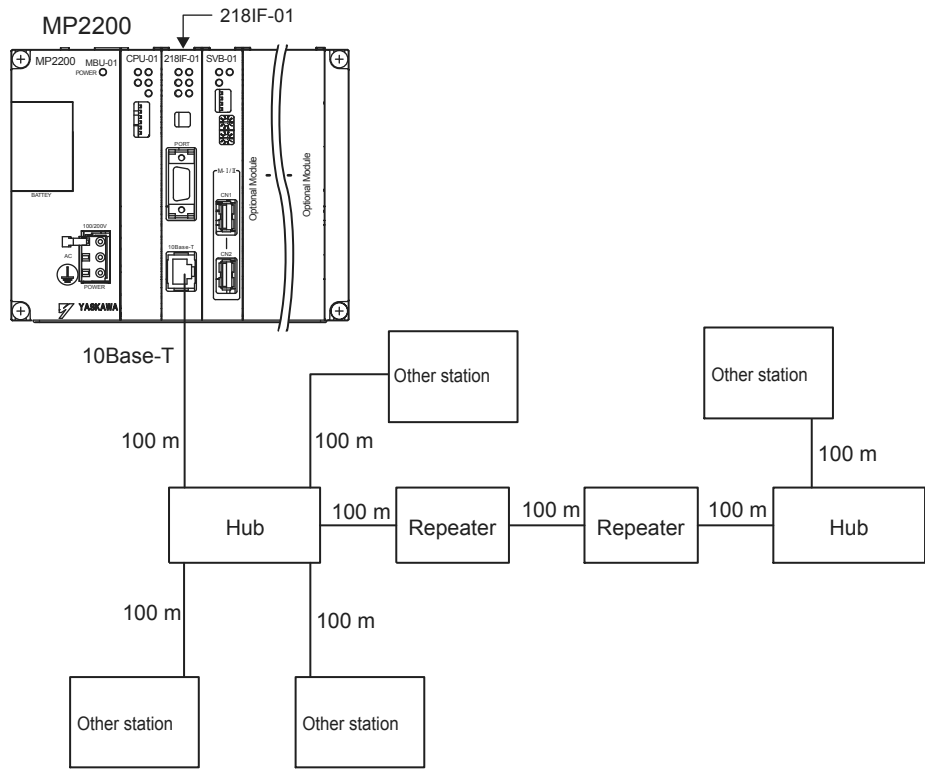 MP2200
218IF-01
MP2200
MBU-01
POWER
CPU-01
218IF-01
SVB-01
PORT
BATTEY
M-Ⅰ/Ⅱ
CN1
CN2
Optional Module
Optional Module
100/200V
AC
POWER
10Base-T
YASKAWA
10Base-T
Other station
Other station
100 m
100 m
100 m
Hub
100 m
Repeater
100 m
Repeater
100 m
Hub
100 m
100 m
Other station
Other station